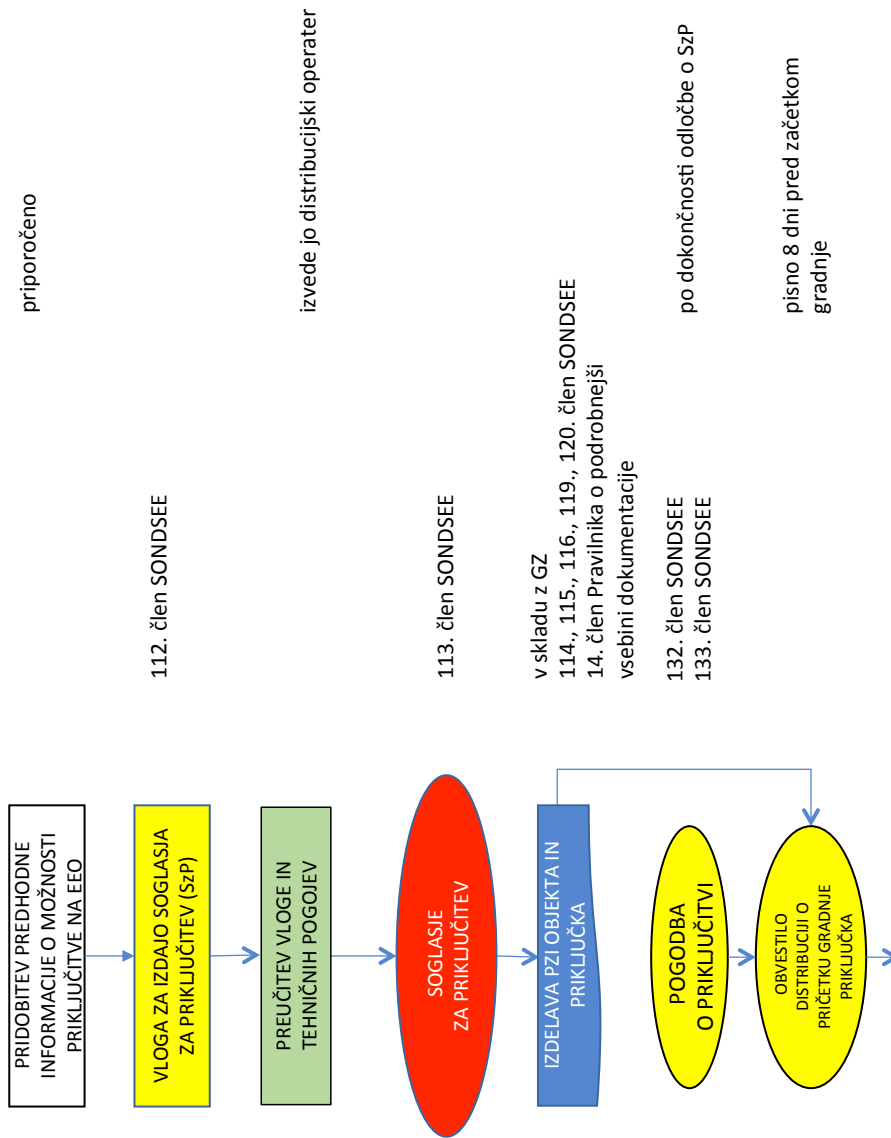 PRIDOBITEV PREDHODNE
INFORMACIJE O MOŽNOSTI
PRIKLJUČITVE NA EEO
priporočeno
VLOGA ZA IZDAJO SOGLASJA
ZA PRIKLJUČITEV (SzP)
112. člen SONDSEE
PREUČITEV VLOGE IN
TEHNIČNIH POGOJEV
izvede jo distribucijski operater
SOGLASJE
ZA PRIKLJUČITEV
113. člen SONDSEE
IZDELAVA PZI OBJEKTA IN
PRIKLJUČKA
v skladu z GZ
114., 115., 116., 119., 120. člen SONDSEE
14. člen Pravilnika o podrobnejši
vsebini dokumentacije
POGODBA
O PRIKLJUČITVI
132. člen SONDSEE
133. člen SONDSEE
po dokončnosti odločbe o SzP
OBVESTILO
DISTRIBUCIJI O
PRIČETKU GRADNJE
PRIKLJUČKA
pisno 8 dni pred začetkom
gradnje